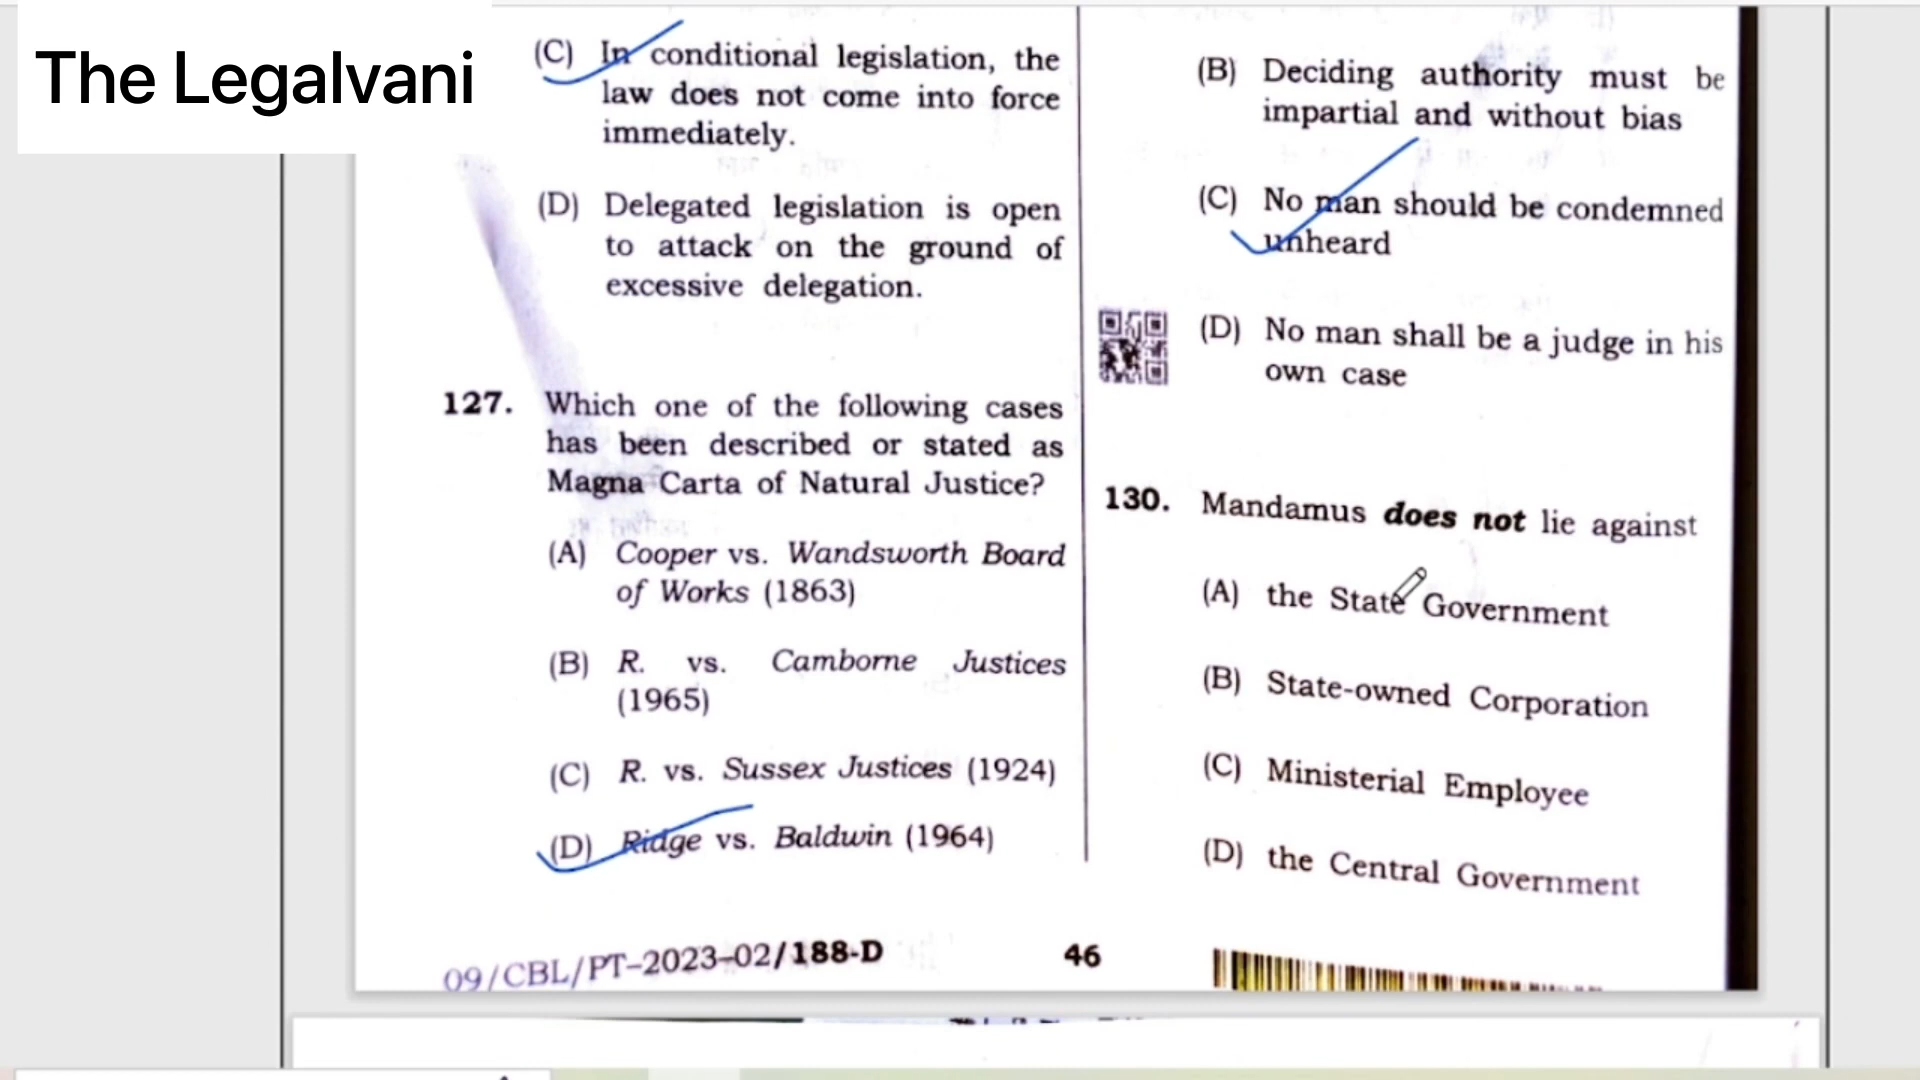 The Legalvani
(C) In conditional legislation, the
law does not come into force
immediately.
(D) Delegated legislation is open
to attack on the ground of
excessive delegation.
127. Which one of the following cases
has been described or stated as
Magna Carta of Natural Justice?
(A) Cooper vs. Wandsworth Board
of Works (1863)
(B) R. vs. Camborne Justices
(1965)
(C) R. vs. Sussex Justices (1924)
(D) Ridge vs. Baldwin (1964)
(B) Deciding authority must be
impartial and without bias
(C) No man should be condemned
unheard
(D) No man shall be a judge in his
own case
130. Mandamus does not lie against
(A) the State Government
(B) State-owned Corporation
(C) Ministerial Employee
(D) the Central Government
09/CBL/PT–2023–02/188-D
46